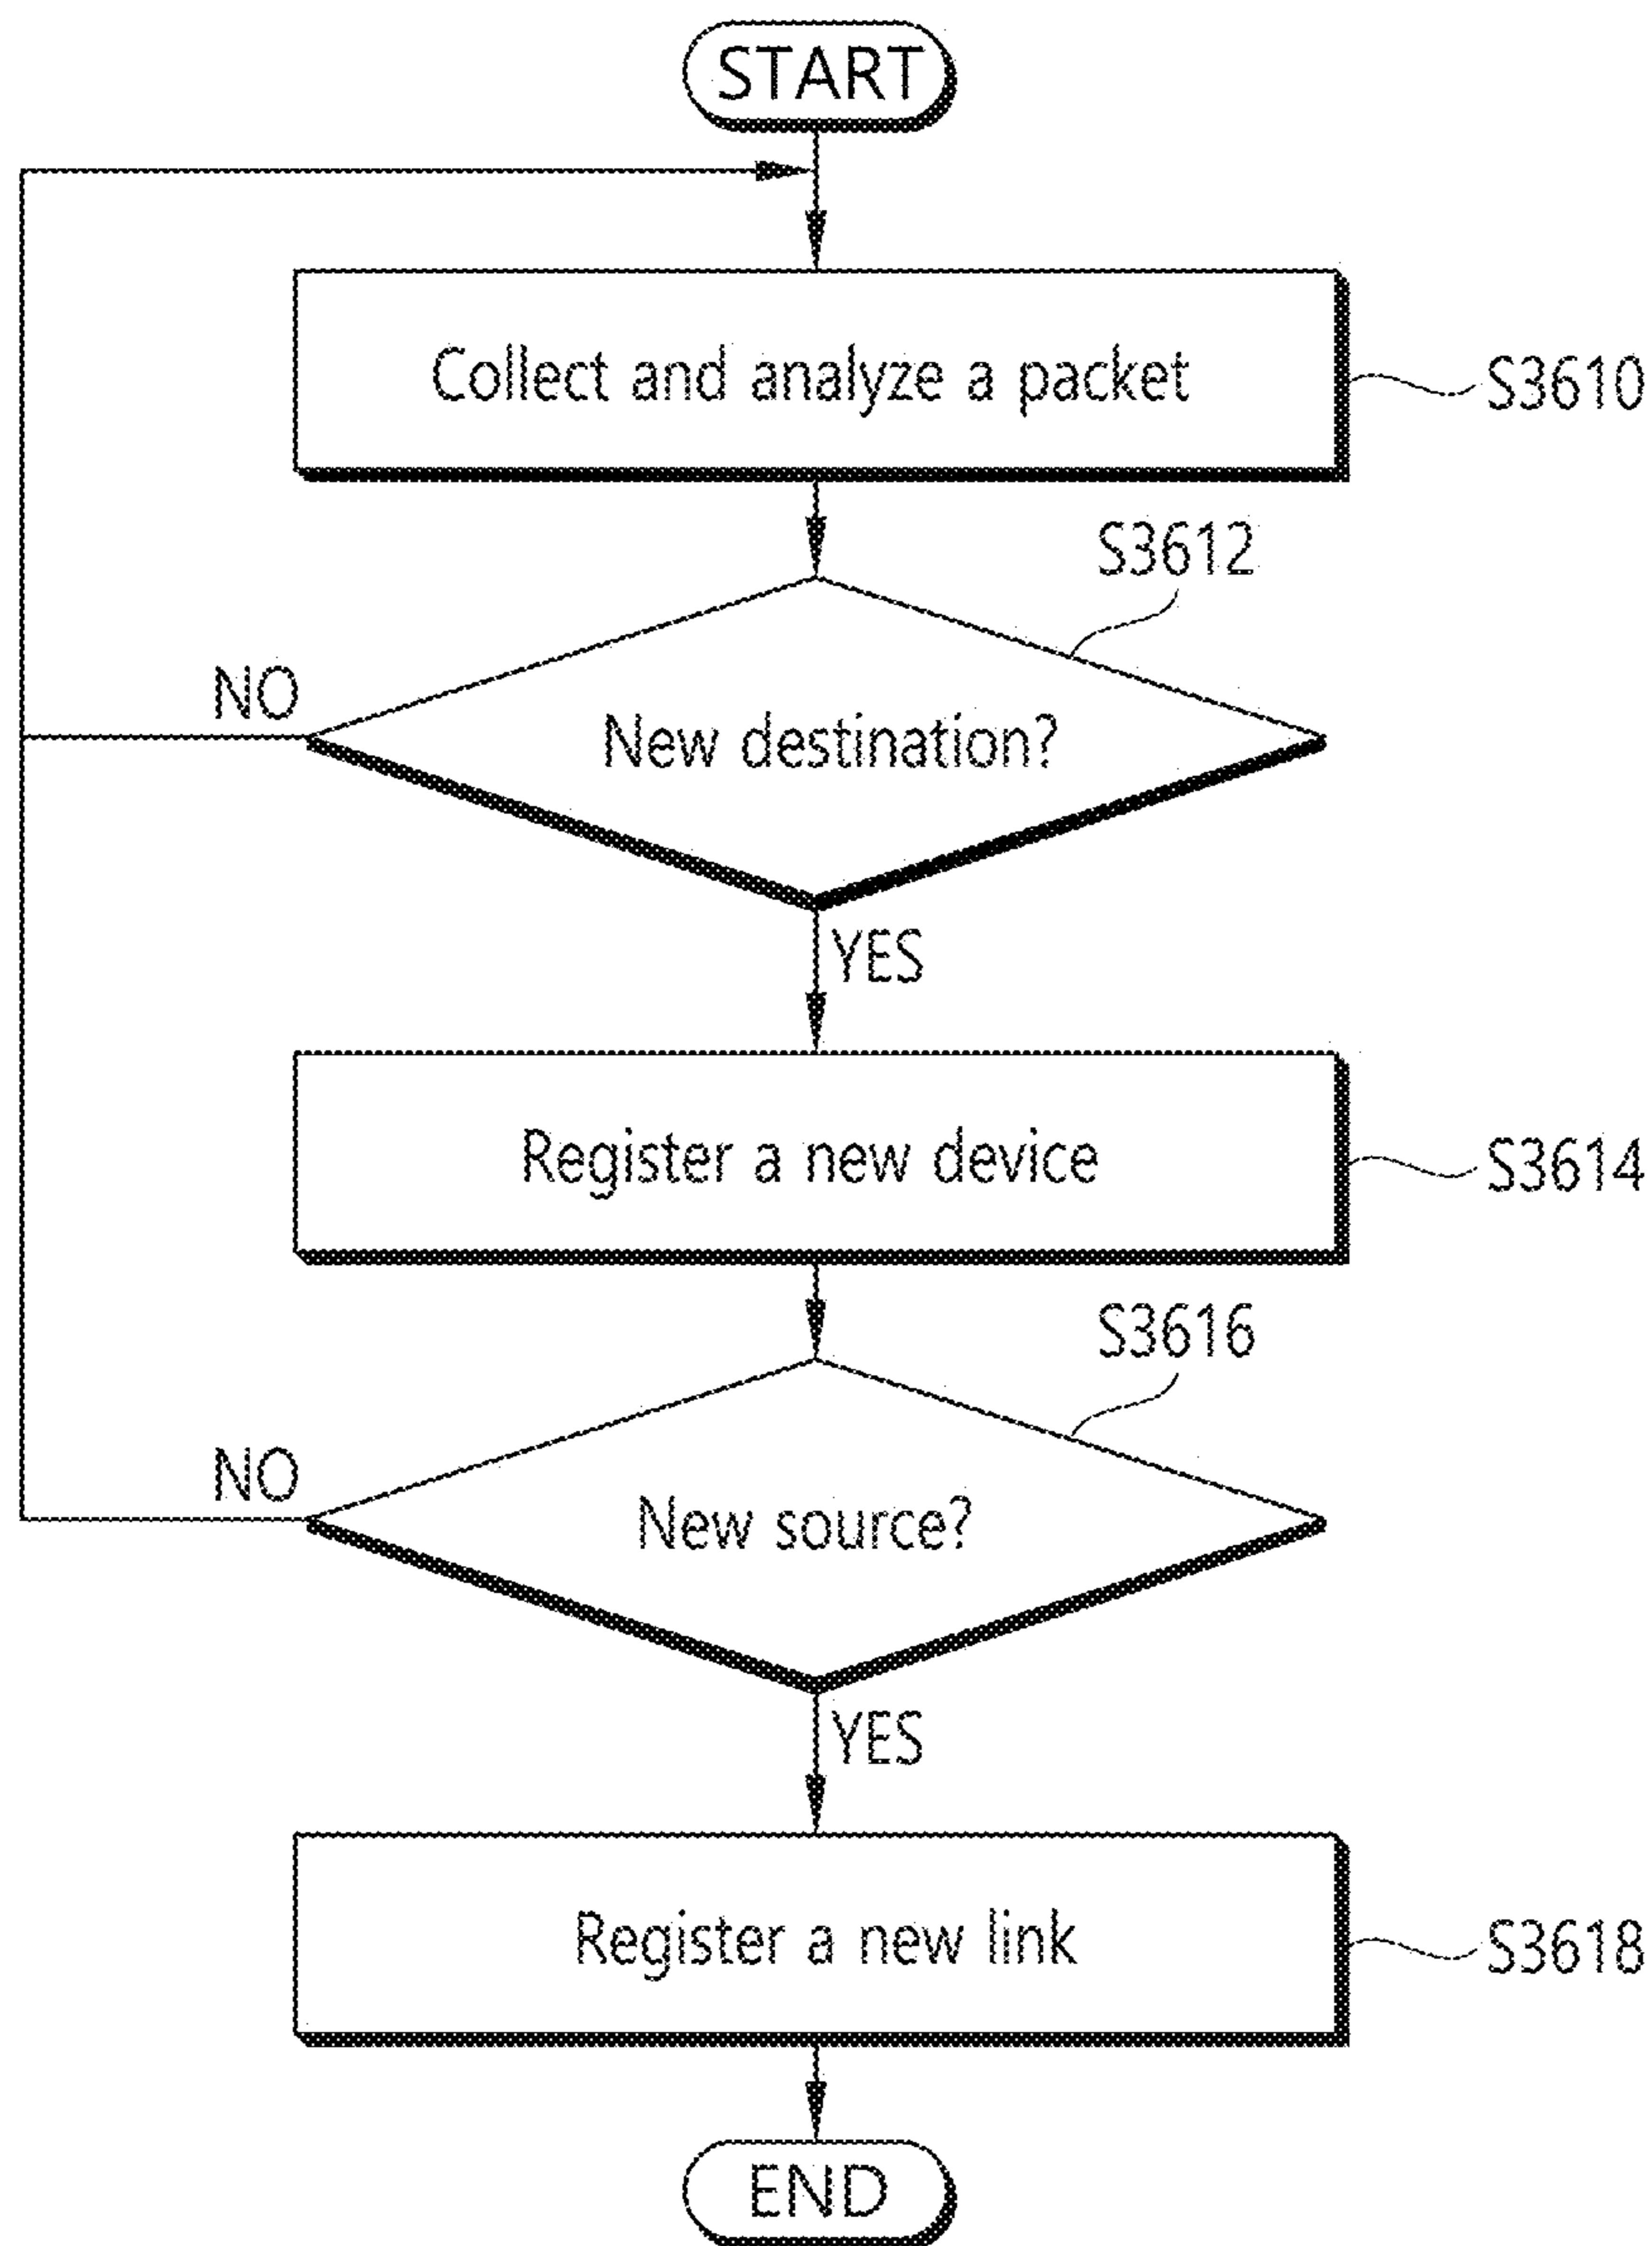 START
Collect and analyze a packet
S3610
S3612
NO
New destination?
YES
Register a new device
S3614
S3616
NO
New source?
YES
Register a new link
S3618
END